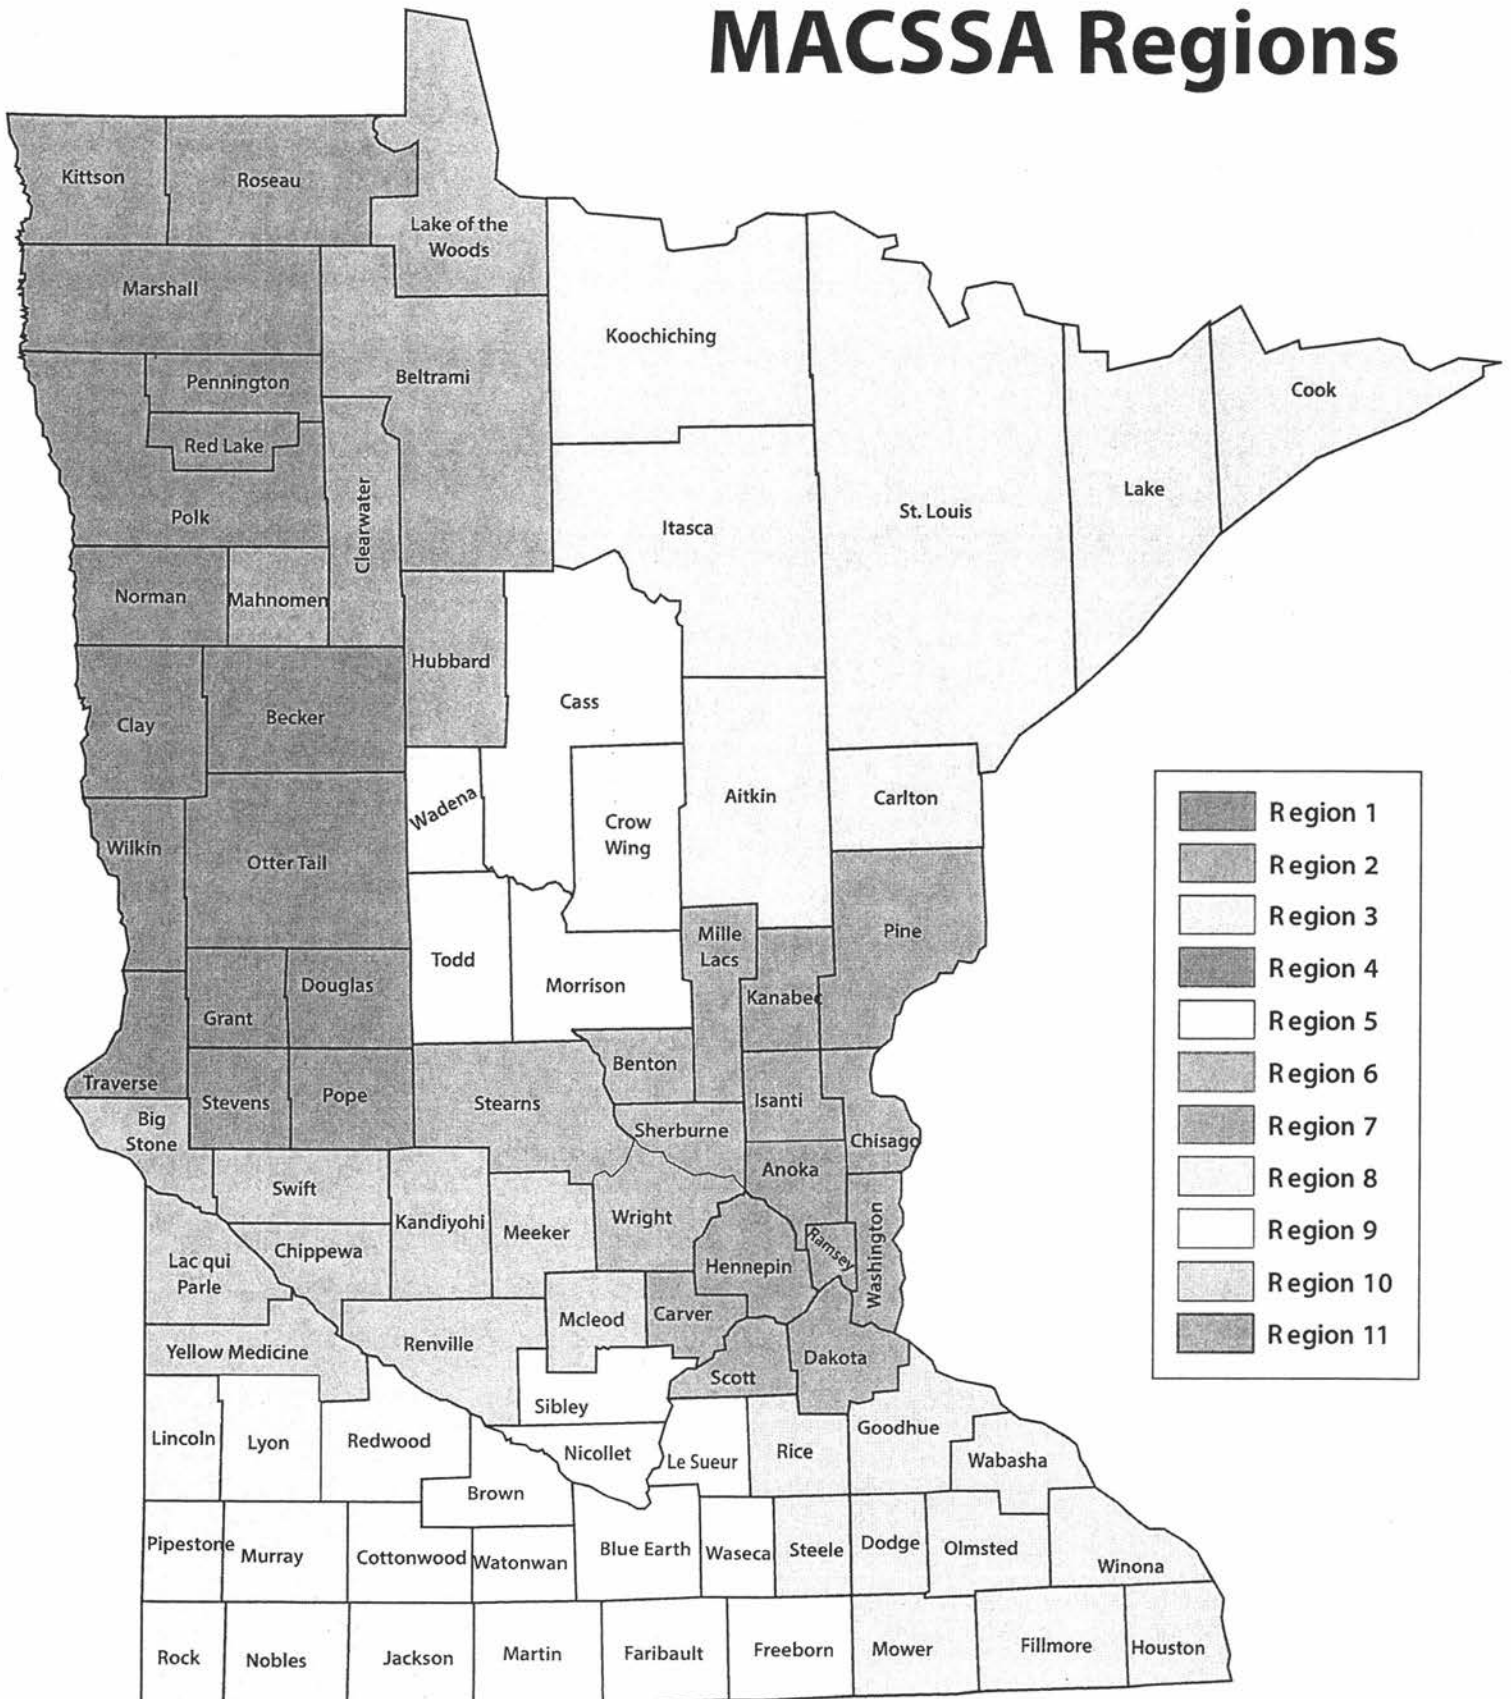 MACSSA Regions
Kittson
Roseau
Lake of the
Woods
Marshall
Koochiching
Pennington
Beltrami
Cook
Red Lake
Clearwater
Lake
Polk
St. Louis
Itasca
Norman
Mahnomen
Hubbard
Cass
Clay
Becker
Wadena
Aitkin
Carlton
Crow
Wing
Wilkin
Otter Tail
Mille
Lacs
Pine
Todd
Morrison
Douglas
Kanabec
Grant
Benton
Traverse
Stevens
Pope
Stearns
Isanti
Big
Stone
Sherburne
Chisago
Anoka
Swift
Kandiyohi
Meeker
Wright
Washington
Ramsey
Chippewa
Lac qui
Parle
Hennepin
Mcleod
Carver
Renville
Yellow Medicine
Dakota
Scott
Sibley
Lincoln
Lyon
Redwood
Nicollet
Le Sueur
Rice
Goodhue
Wabasha
Brown
Pipestone
Murray
Cottonwood
Watonwan
Blue Earth
Waseca
Steele
Dodge
Olmsted
Winona
Rock
Nobles
Jackson
Martin
Faribault
Freeborn
Mower
Fillmore
Houston
Region 1
Region 2
Region 3
Region 4
Region 5
Region 6
Region 7
Region 8
Region 9
Region 10
Region 11